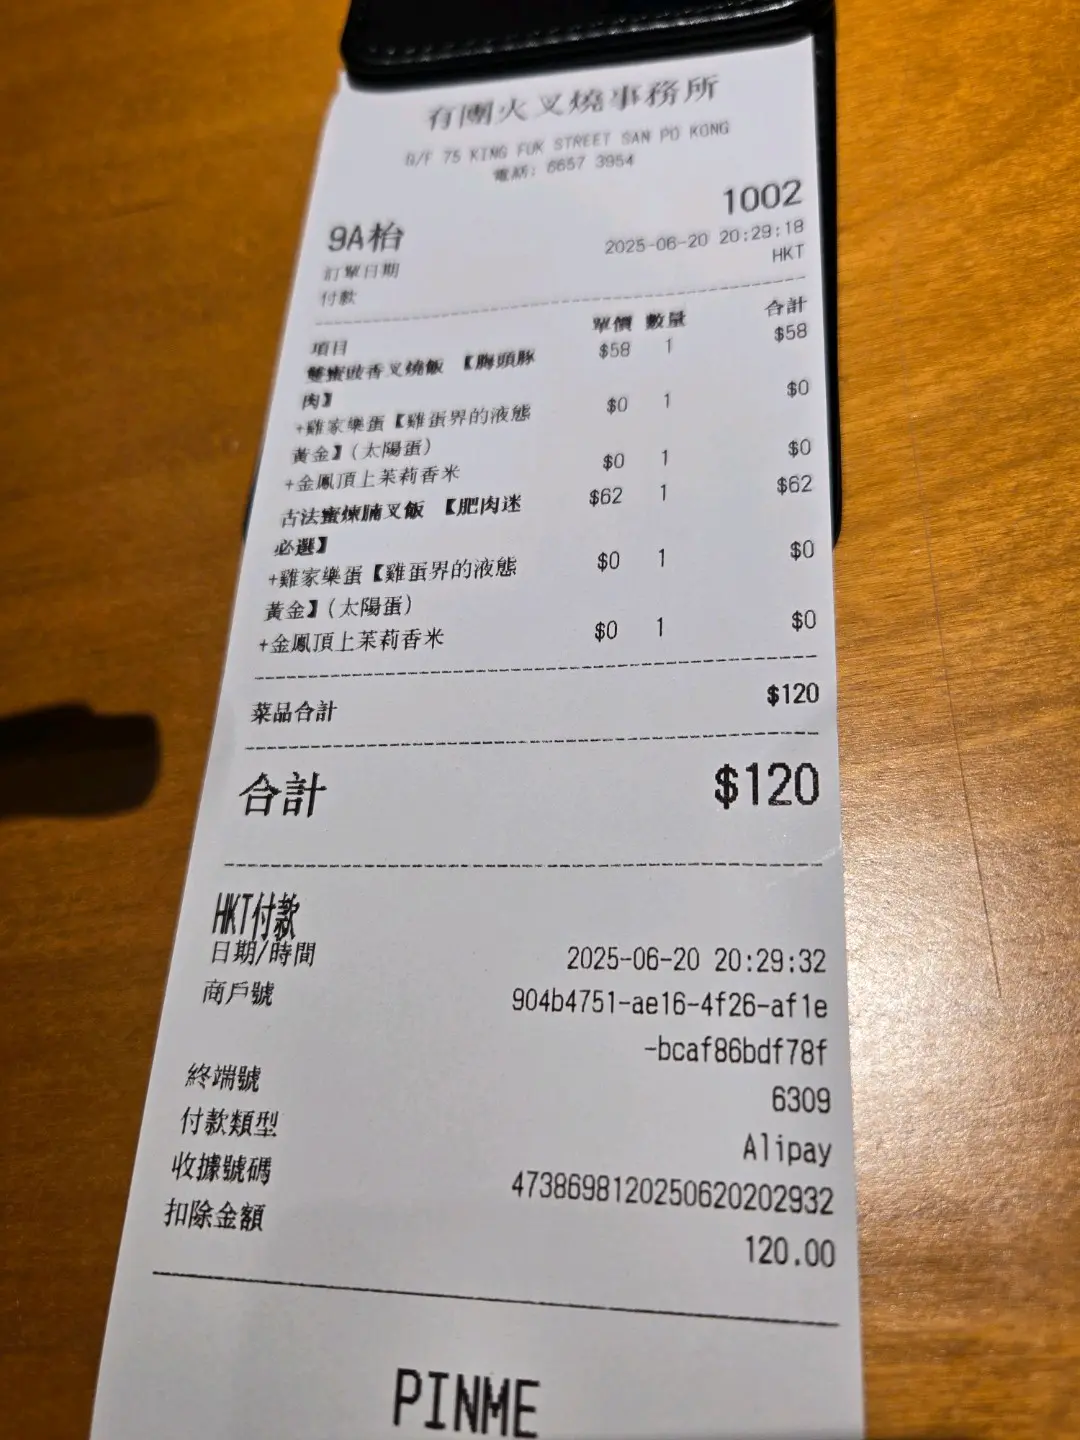 有團火叉燒事務所
G/F 75 KING FUK STREET SAN PO KONG
電話: 6657 3954
1002
9A枱
訂單日期 2025-06-20 20:29:18
付款 HKT
項目 單價 數量 合計
雙蜜豉香叉燒飯 【胸頭豚 $58 1 $58
肉】
+雞家樂蛋【雞蛋界的液態 $0 1 $0
黃金】(太陽蛋)
+金鳳頂上茉莉香米 $0 1 $0
古法蜜煉腩叉飯 【肥肉迷 $62 1 $62
必選】
+雞家樂蛋【雞蛋界的液態 $0 1 $0
黃金】(太陽蛋)
+金鳳頂上茉莉香米 $0 1 $0
菜品合計 $120
合計 $120
HKT付款
日期/時間 2025-06-20 20:29:32
商戶號 904b4751-ae16-4f26-af1e
-bcaf86bdf78f
終端號 6309
付款類型 Alipay
收據號碼 4738698120250620202932
扣除金額 120.00
PINME